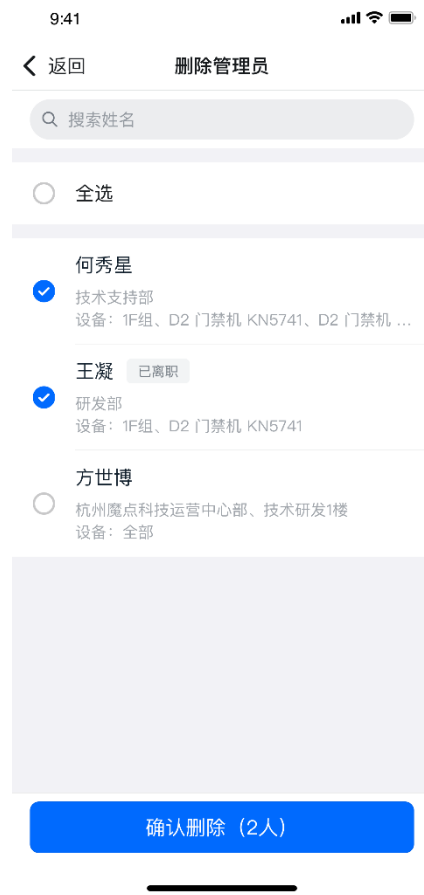 9:41
返回
删除管理员
搜索姓名
全选
何秀星
技术支持部
设备：1F组、D2 门禁机 KN5741、D2 门禁机 ...
王凝 已离职
研发部
设备：1F组、D2 门禁机 KN5741
方世博
杭州魔点科技运营中心部、技术研发1楼
设备：全部
确认删除（2人）